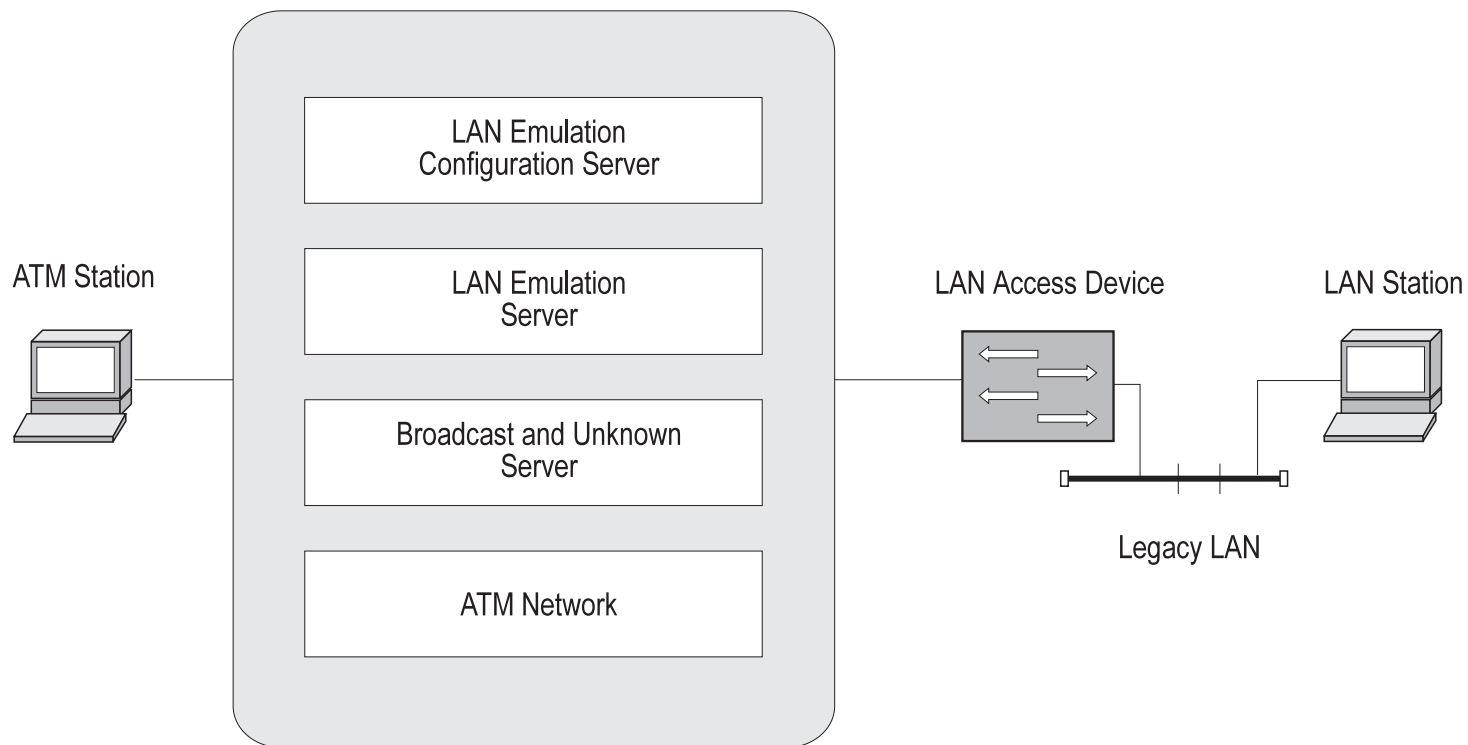 LAN Emulation
Configuration Server
ATM Station
LAN Emulation
Server
LAN Access Device
LAN Station
Broadcast and Unknown
Server
Legacy LAN
ATM Network